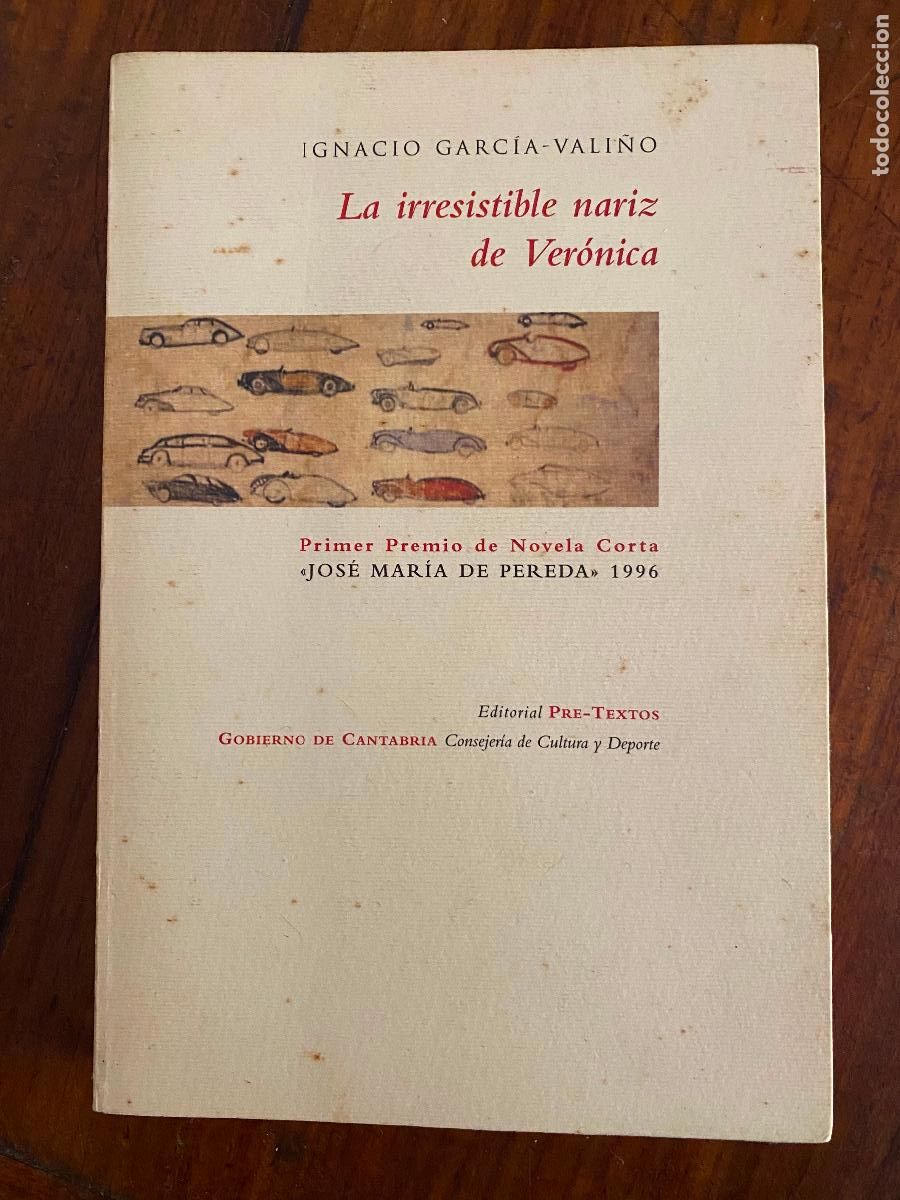 IGNACIO GARCÍA-VALIÑO
La irresistible nariz
de Verónica
Primer Premio de Novela Corta
«JOSÉ MARÍA DE PEREDA» 1996
Editorial PRE-TEXTOS
GOBIERNO DE CANTABRIA Consejería de Cultura y Deporte
todocoleccion